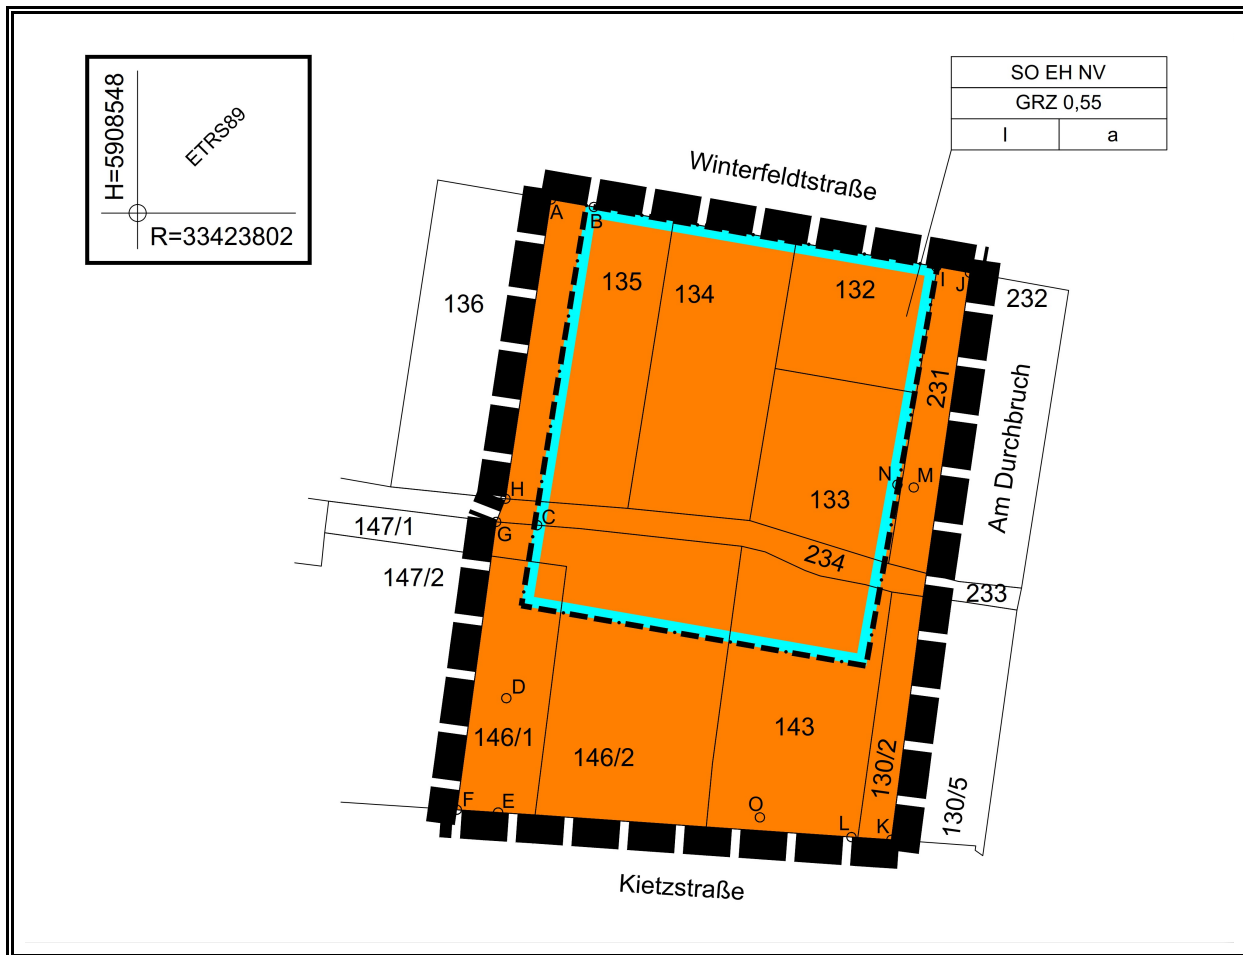 H=5908548
ETRS89
R=33423802
SO EH NV
GRZ 0,55
I a
Winterfeldtstraße
A
B
I
J
135
134
132
136
232
231
Am Durchbruch
N
M
133
H
G
C
147/1
147/2
234
233
D
146/1
146/2
143
130/2
130/5
F
E
O
L
K
Kietzstraße